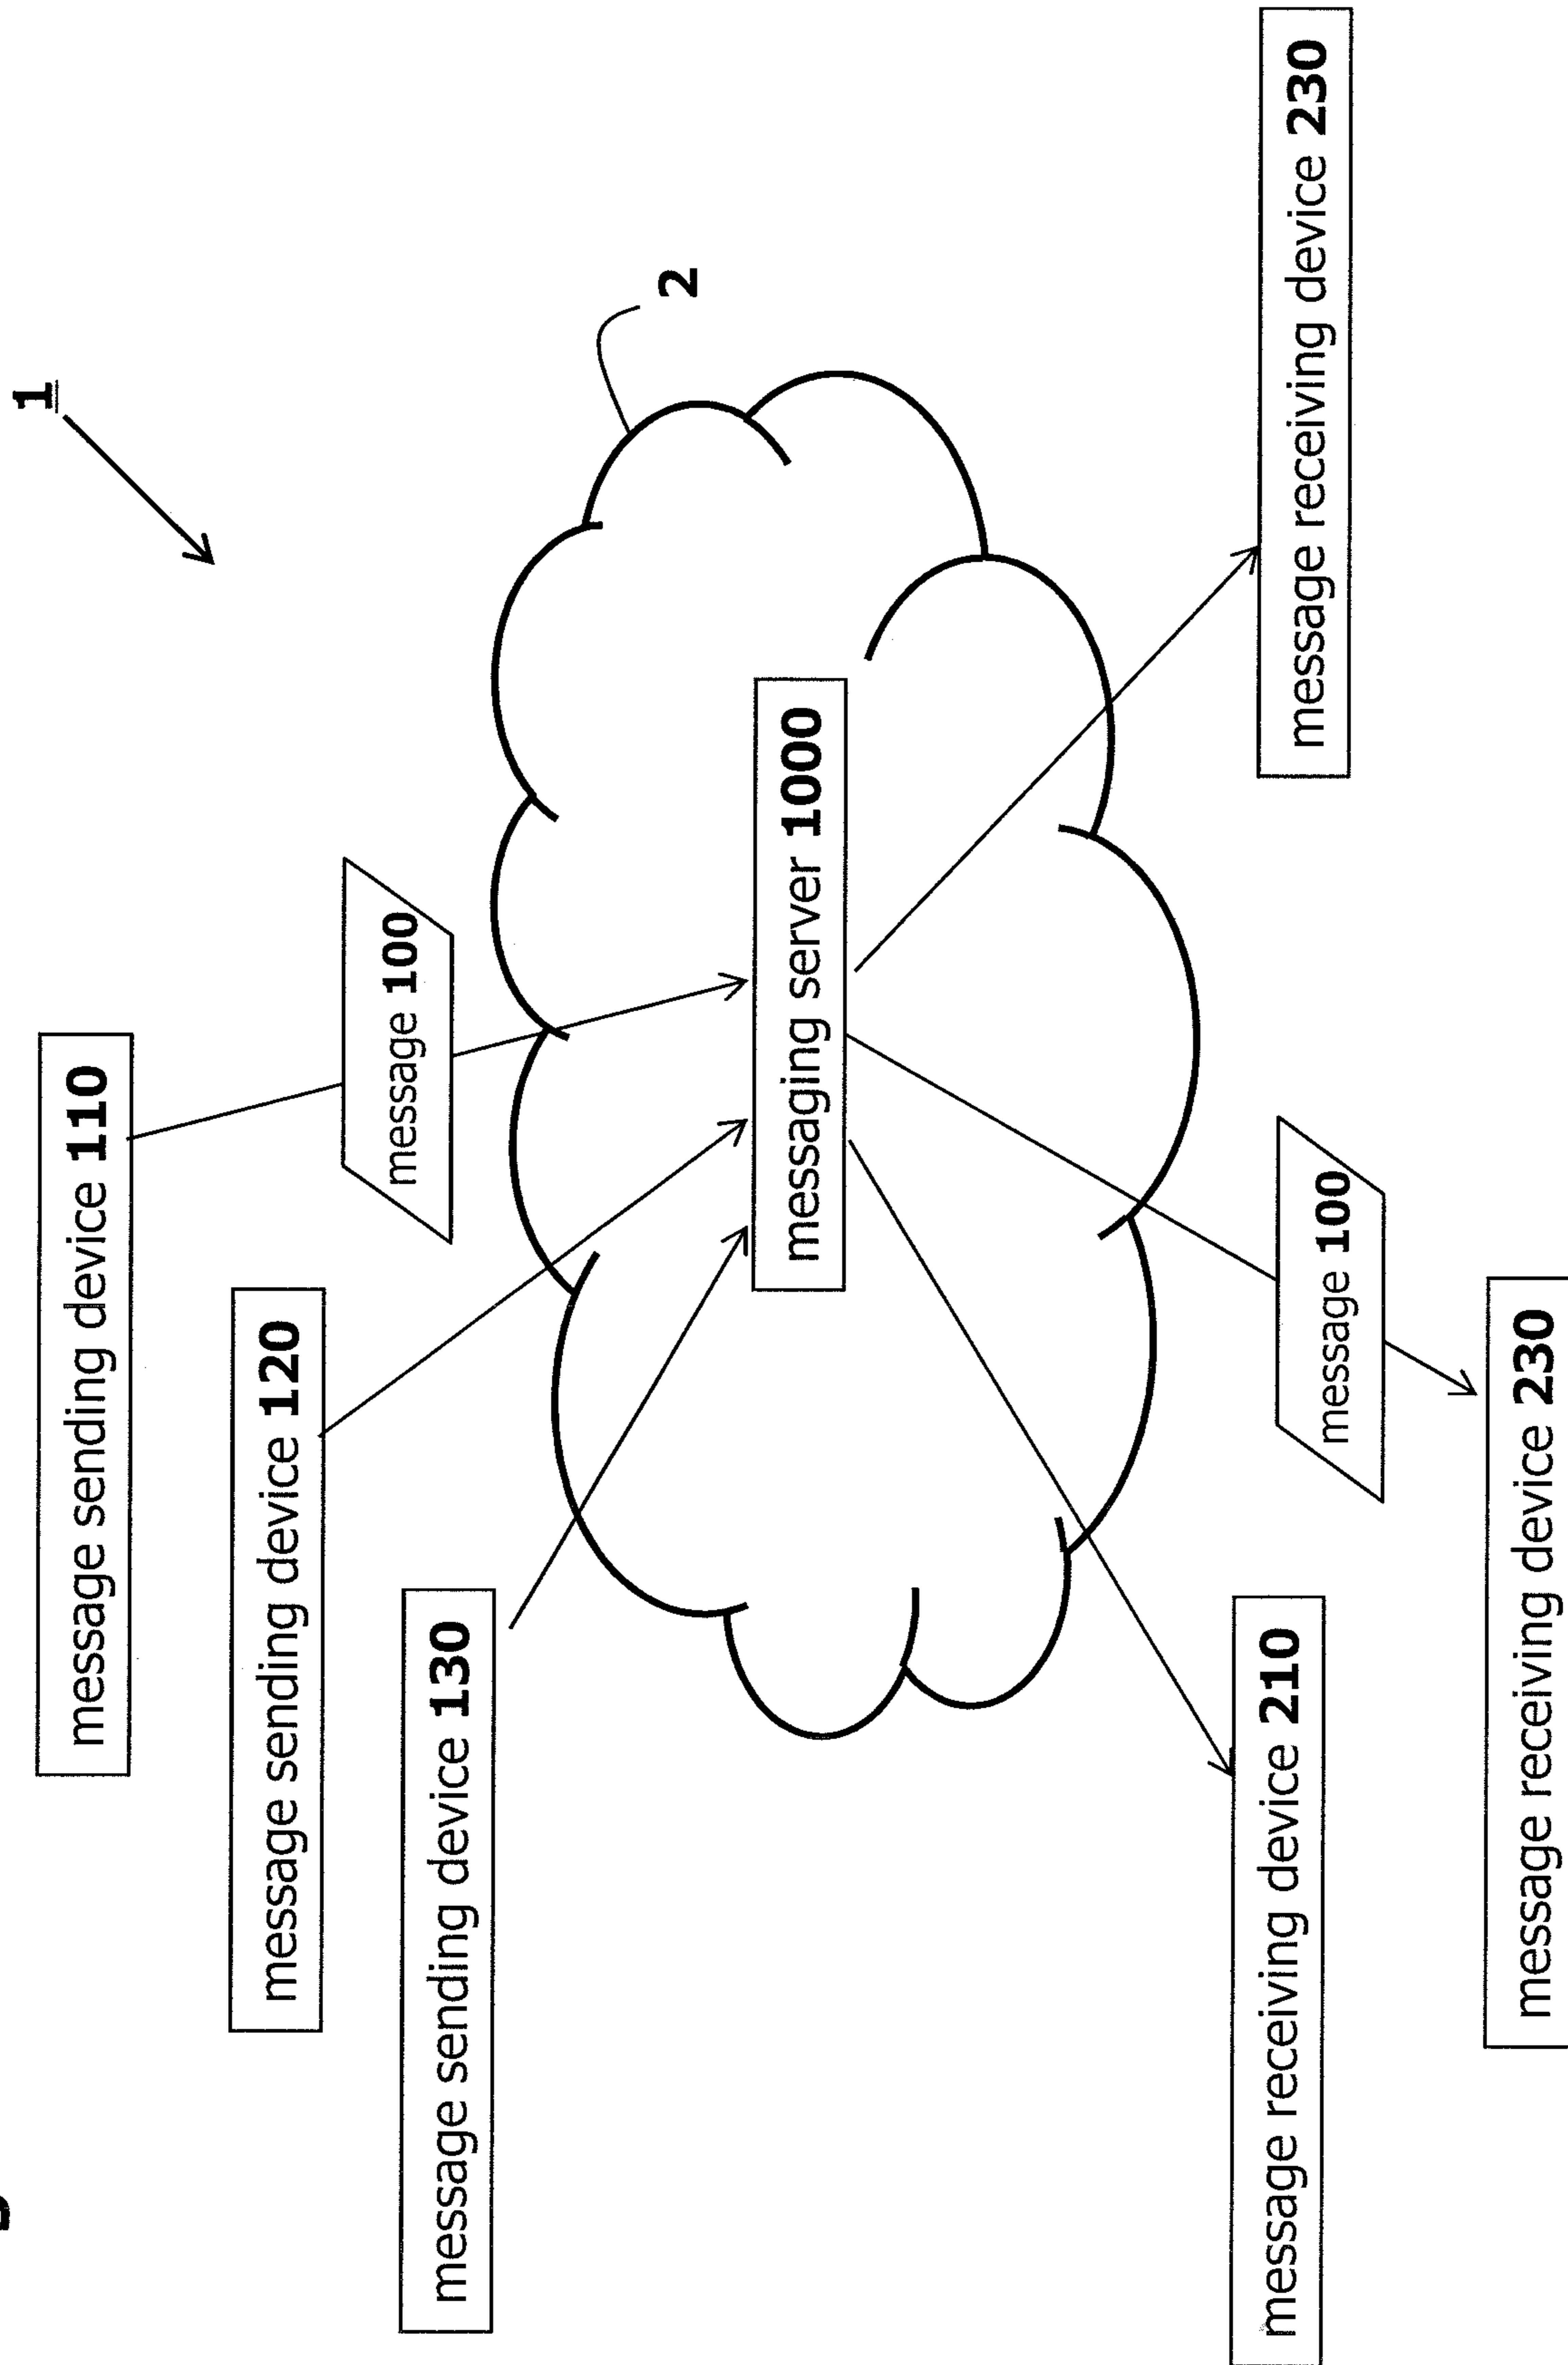 1
message sending device 110
message sending device 120
message 100
message sending device 130
2
messaging server 1000
message receiving device 210
message receiving device 230
message 100
message receiving device 230